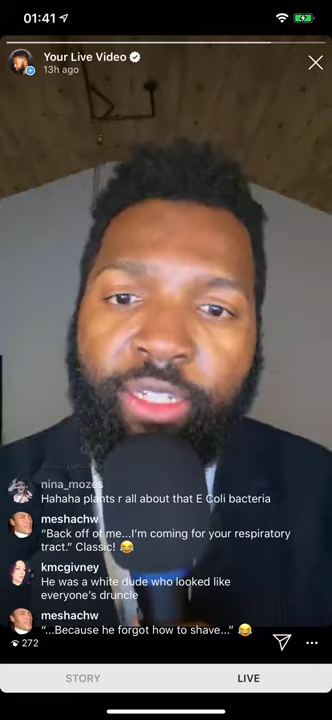 01:41
Your Live Video
13h ago
nina_mozes
Hahaha plants r all about that E Coli bacteria
meshachw
“Back off of me...I’m coming for your respiratory
tract.” Classic! 😂
kmcgivney
He was a white dude who looked like
everyone’s druncle
meshachw
“...Because he forgot how to shave...” 😂
272
STORY
LIVE